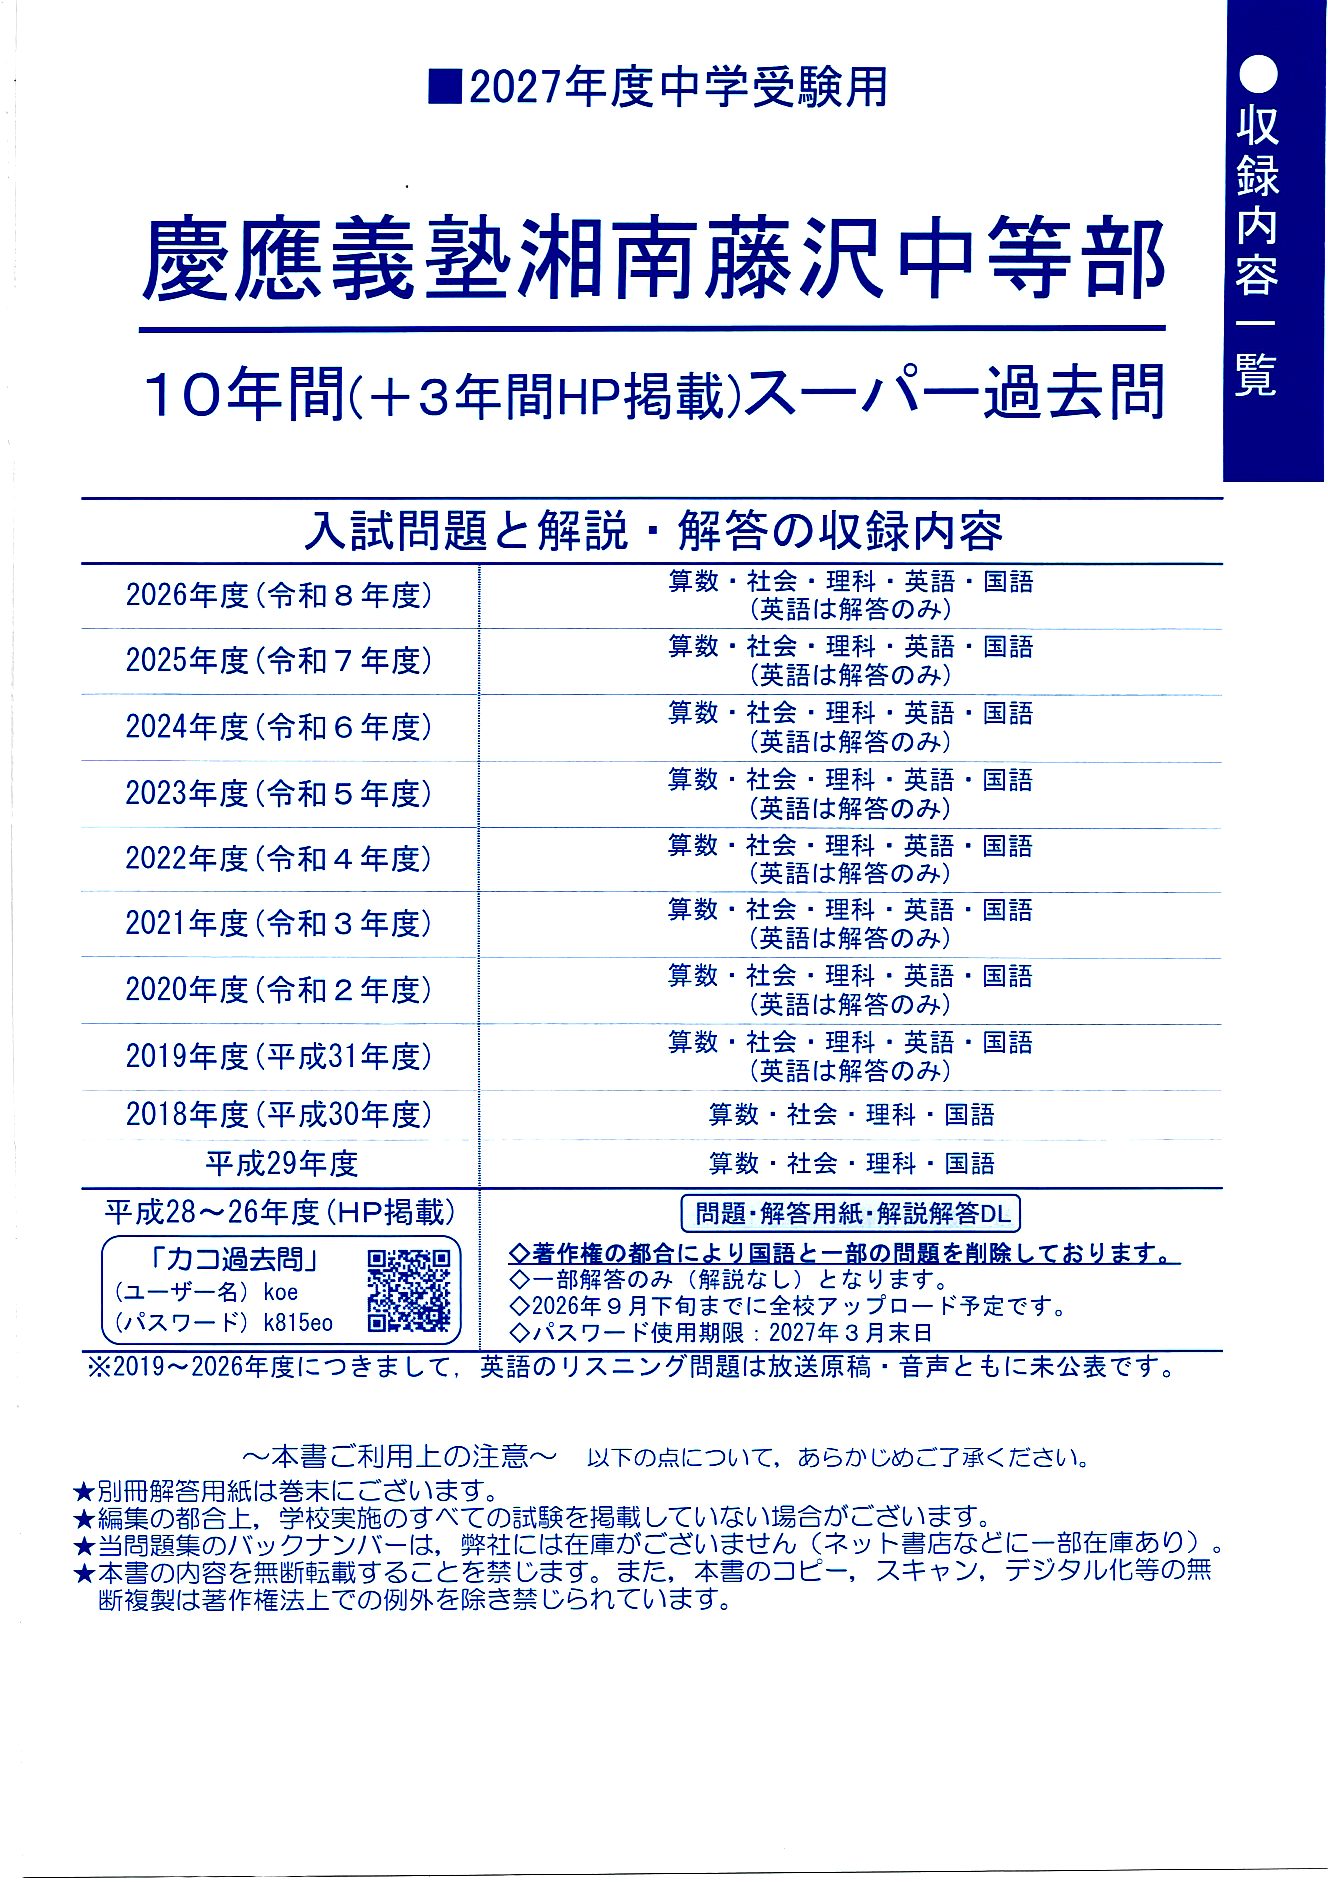 ■2027年度中学受験用
●収録内容一覧
慶應義塾湘南藤沢中等部
10年間(＋3年間HP掲載)スーパー過去問
入試問題と解説・解答の収録内容
2026年度(令和8年度)
算数・社会・理科・英語・国語
(英語は解答のみ)
2025年度(令和7年度)
算数・社会・理科・英語・国語
(英語は解答のみ)
2024年度(令和6年度)
算数・社会・理科・英語・国語
(英語は解答のみ)
2023年度(令和5年度)
算数・社会・理科・英語・国語
(英語は解答のみ)
2022年度(令和4年度)
算数・社会・理科・英語・国語
(英語は解答のみ)
2021年度(令和3年度)
算数・社会・理科・英語・国語
(英語は解答のみ)
2020年度(令和2年度)
算数・社会・理科・英語・国語
(英語は解答のみ)
2019年度(平成31年度)
算数・社会・理科・英語・国語
(英語は解答のみ)
2018年度(平成30年度)
算数・社会・理科・国語
平成29年度
算数・社会・理科・国語
平成28〜26年度(HP掲載)
「カコ過去問」
(ユーザー名) koe
(パスワード) k815eo
問題・解答用紙・解説解答DL
◇著作権の都合により国語と一部の問題を削除しております。
◇一部解答のみ（解説なし）となります。
◇2026年9月下旬までに全校アップロード予定です。
◇パスワード使用期限：2027年3月末日
※2019〜2026年度につきまして，英語のリスニング問題は放送原稿・音声ともに未公表です。
〜本書ご利用上の注意〜　以下の点について，あらかじめご了承ください。
★別冊解答用紙は巻末にございます。
★編集の都合上，学校実施のすべての試験を掲載していない場合がございます。
★当問題集のバックナンバーは，弊社には在庫がございません（ネット書店などに一部在庫あり）。
★本書の内容を無断転載することを禁じます。また，本書のコピー，スキャン，デジタル化等の無
断複製は著作権法上での例外を除き禁じられています。